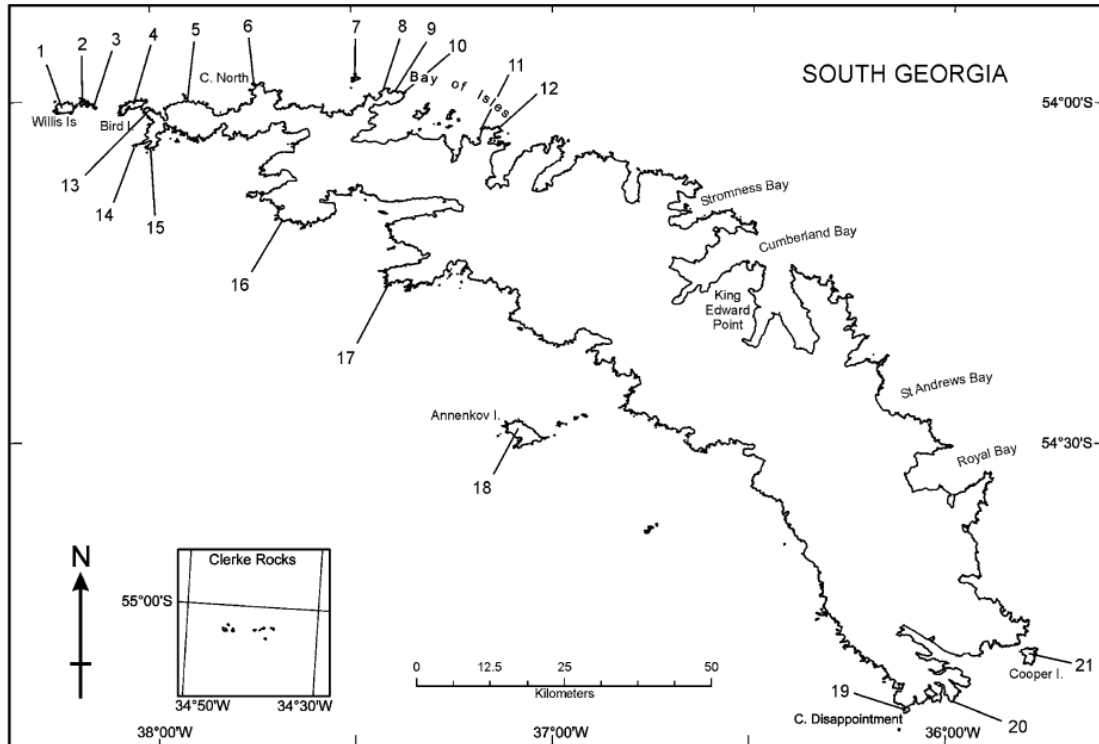 1
2
3
4
5
6
7
8
9
10
11
12
C. North
Bay of Isles
SOUTH GEORGIA
54°00'S
Willis Is
Bird I.
13
14
15
16
17
Stromness Bay
Cumberland Bay
King
Edward
Point
St Andrews Bay
Annenkov I.
18
54°30'S
Royal Bay
N
Clerke Rocks
55°00'S
34°50'W
34°30'W
0
12.5
25
50
Kilometers
19
C. Disappointment
20
21
Cooper I.
38°00'W
37°00'W
36°00'W